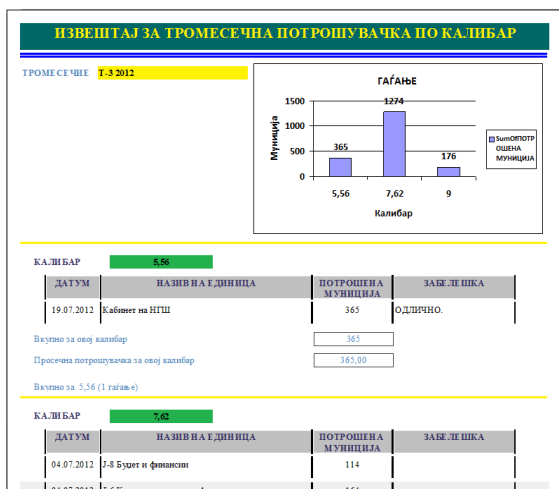 ИЗВЕШТАЈ ЗА ТРОМЕСЕЧНА ПОТРОШУВАЧКА ПО КАЛИБАР
ТРОМЕСЕЧИЕ Т-3 2012
ГАЃАЊЕ
Муниција
1500
1000
500
0
365
1274
176
5,56 7,62 9
Калибар
SumOfПОТР
ОШЕНА
МУНИЦИЈА
КАЛИБАР 5,56
ДАТУМ НАЗИВ НА ЕДИНИЦА ПОТРОШЕНА МУНИЦИЈА ЗАБЕЛЕШКА
19.07.2012 Кабинет на НГШ 365 ОДЛИЧНО.
Вкупно за овој калибар 365
Просечна потрошувачка за овој калибар 365,00
Вкупно за 5,56 (1 гаѓање)
КАЛИБАР 7,62
ДАТУМ НАЗИВ НА ЕДИНИЦА ПОТРОШЕНА МУНИЦИЈА ЗАБЕЛЕШКА
04.07.2012 Ј-8 Буџет и финансии 114